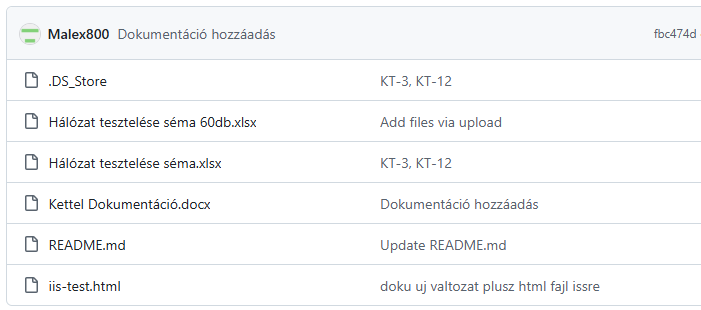 Malex800 Dokumentáció hozzáadás fbc474d
.DS_Store KT-3, KT-12
Hálózat tesztelése séma 60db.xlsx Add files via upload
Hálózat tesztelése séma.xlsx KT-3, KT-12
Kettel Dokumentáció.docx Dokumentáció hozzáadás
README.md Update README.md
iis-test.html doku uj valtozat plusz html fajl issre